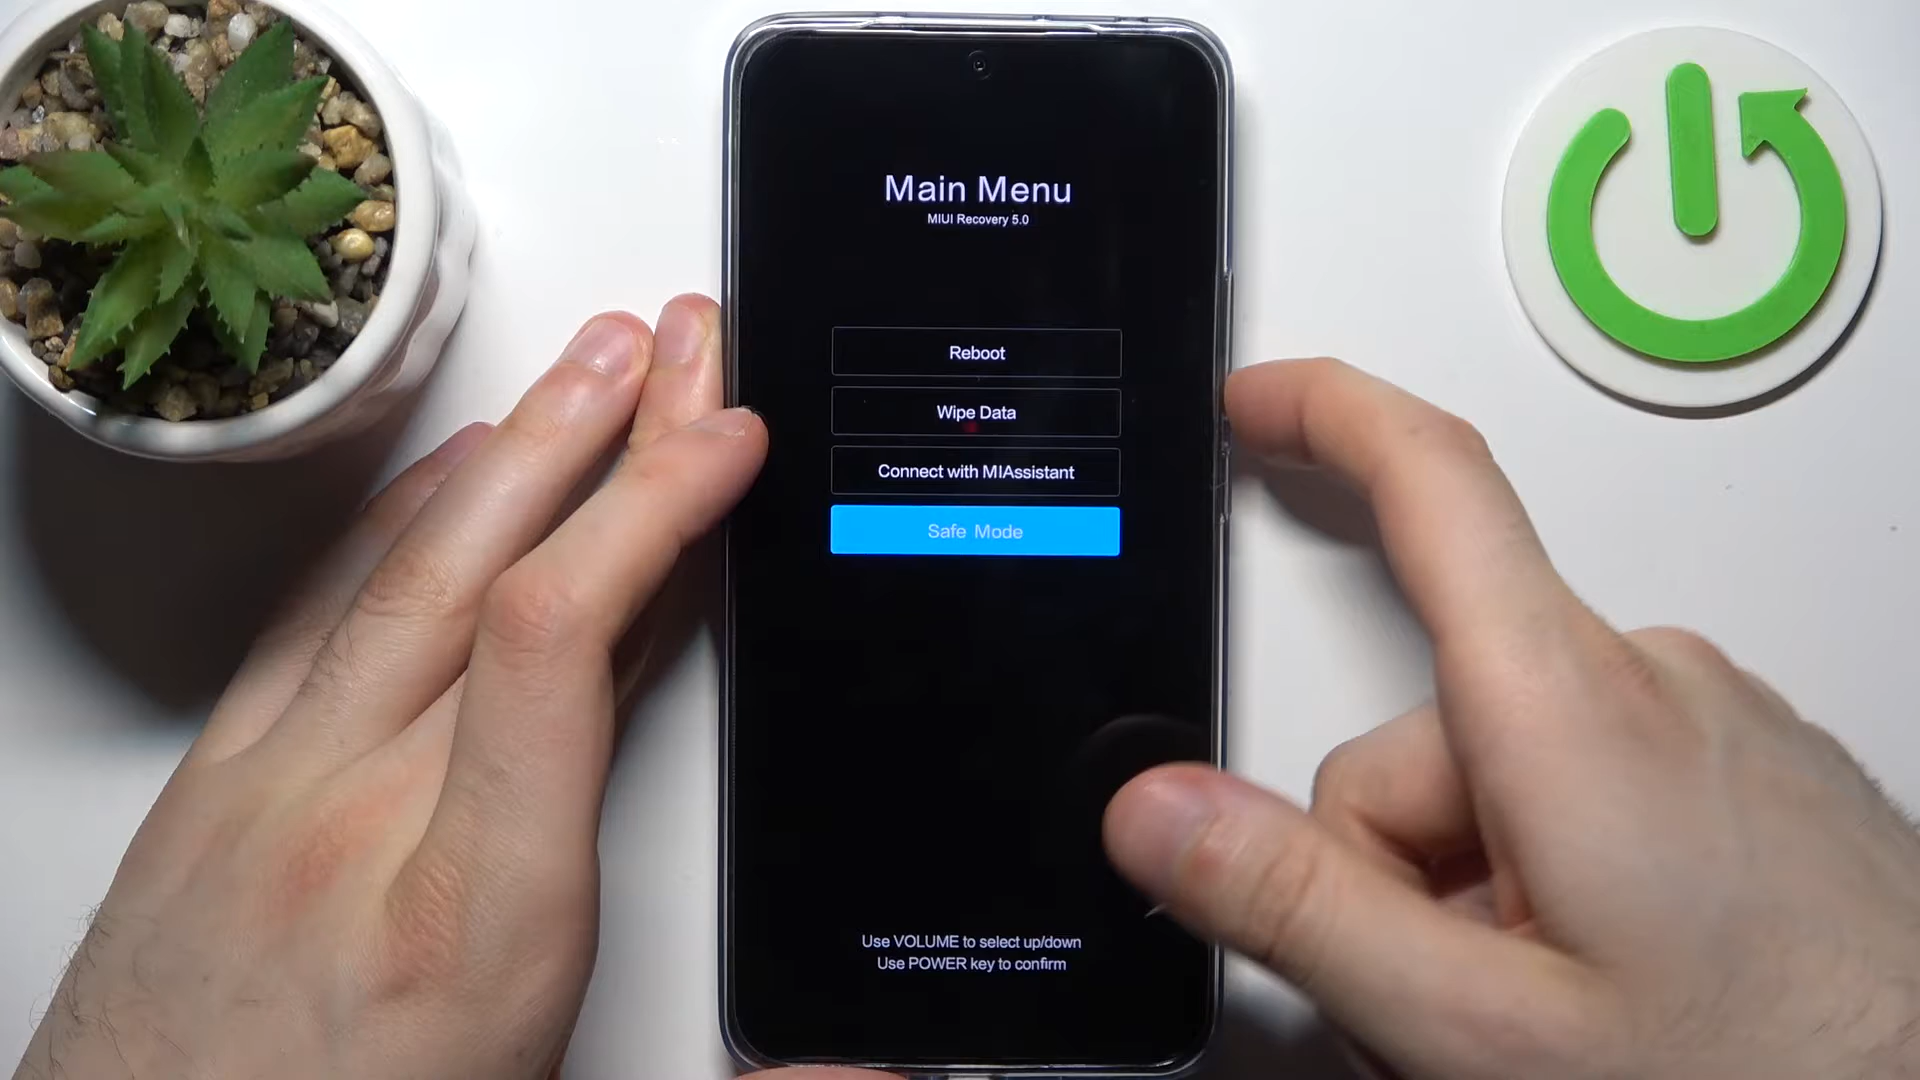 Main Menu
MIUI Recovery 5.0
Reboot
Wipe Data
Connect with MIAssistant
Safe Mode
Use VOLUME to select up/down
Use POWER key to confirm